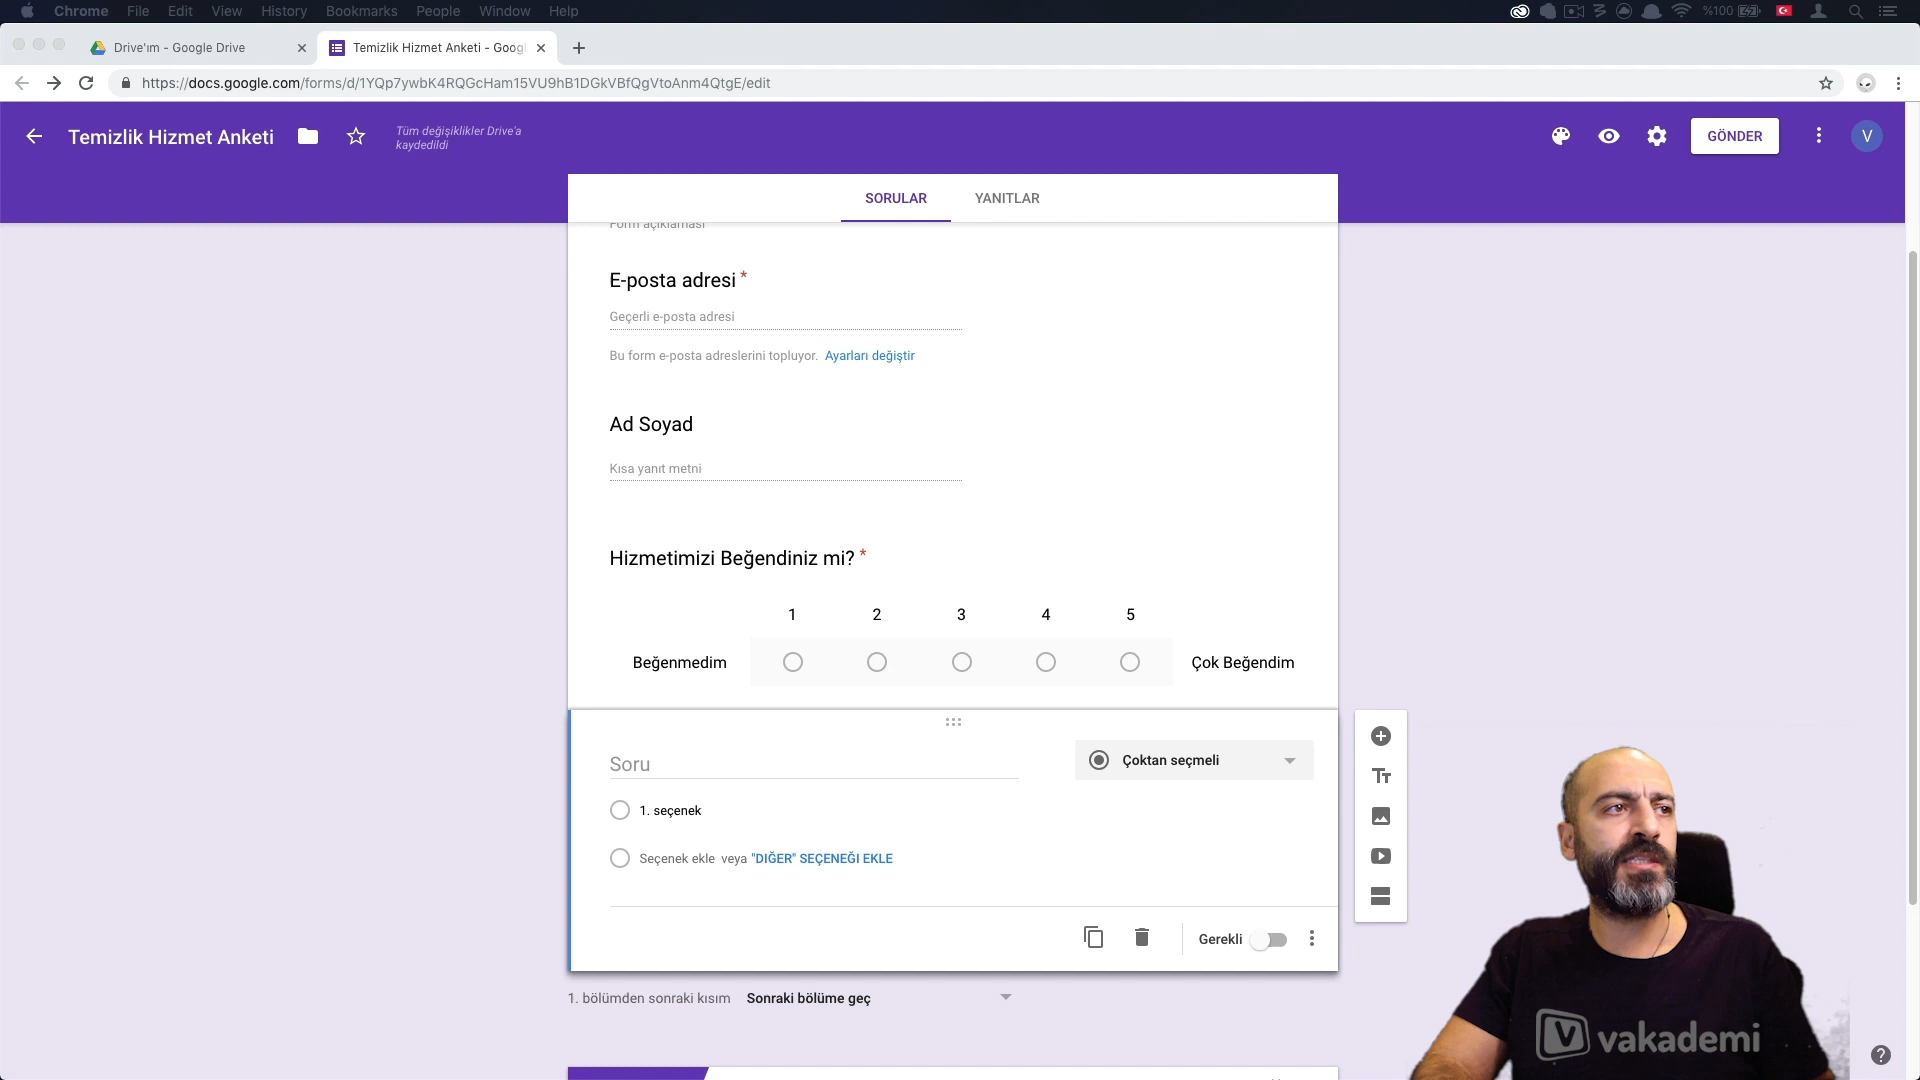 Chrome File Edit View History Bookmarks People Window Help %100
Drive'ım - Google Drive
Temizlik Hizmet Anketi - Goog
https://docs.google.com/forms/d/1YQp7ywbK4RQGcHam15VU9hB1DGkVBfQgVtoAnm4QtgE/edit
Temizlik Hizmet Anketi
Tüm değişiklikler Drive'a
kaydedildi
GÖNDER
V
SORULAR YANITLAR
Form açıklaması
E-posta adresi *
Geçerli e-posta adresi
Bu form e-posta adreslerini topluyor. Ayarları değiştir
Ad Soyad
Kısa yanıt metni
Hizmetimizi Beğendiniz mi? *
1 2 3 4 5
Beğenmedim Çok Beğendim
Soru
Çoktan seçmeli
1. seçenek
Seçenek ekle veya "DIĞER" SEÇENEĞI EKLE
Gerekli
1. bölümden sonraki kısım Sonraki bölüme geç
vakademi